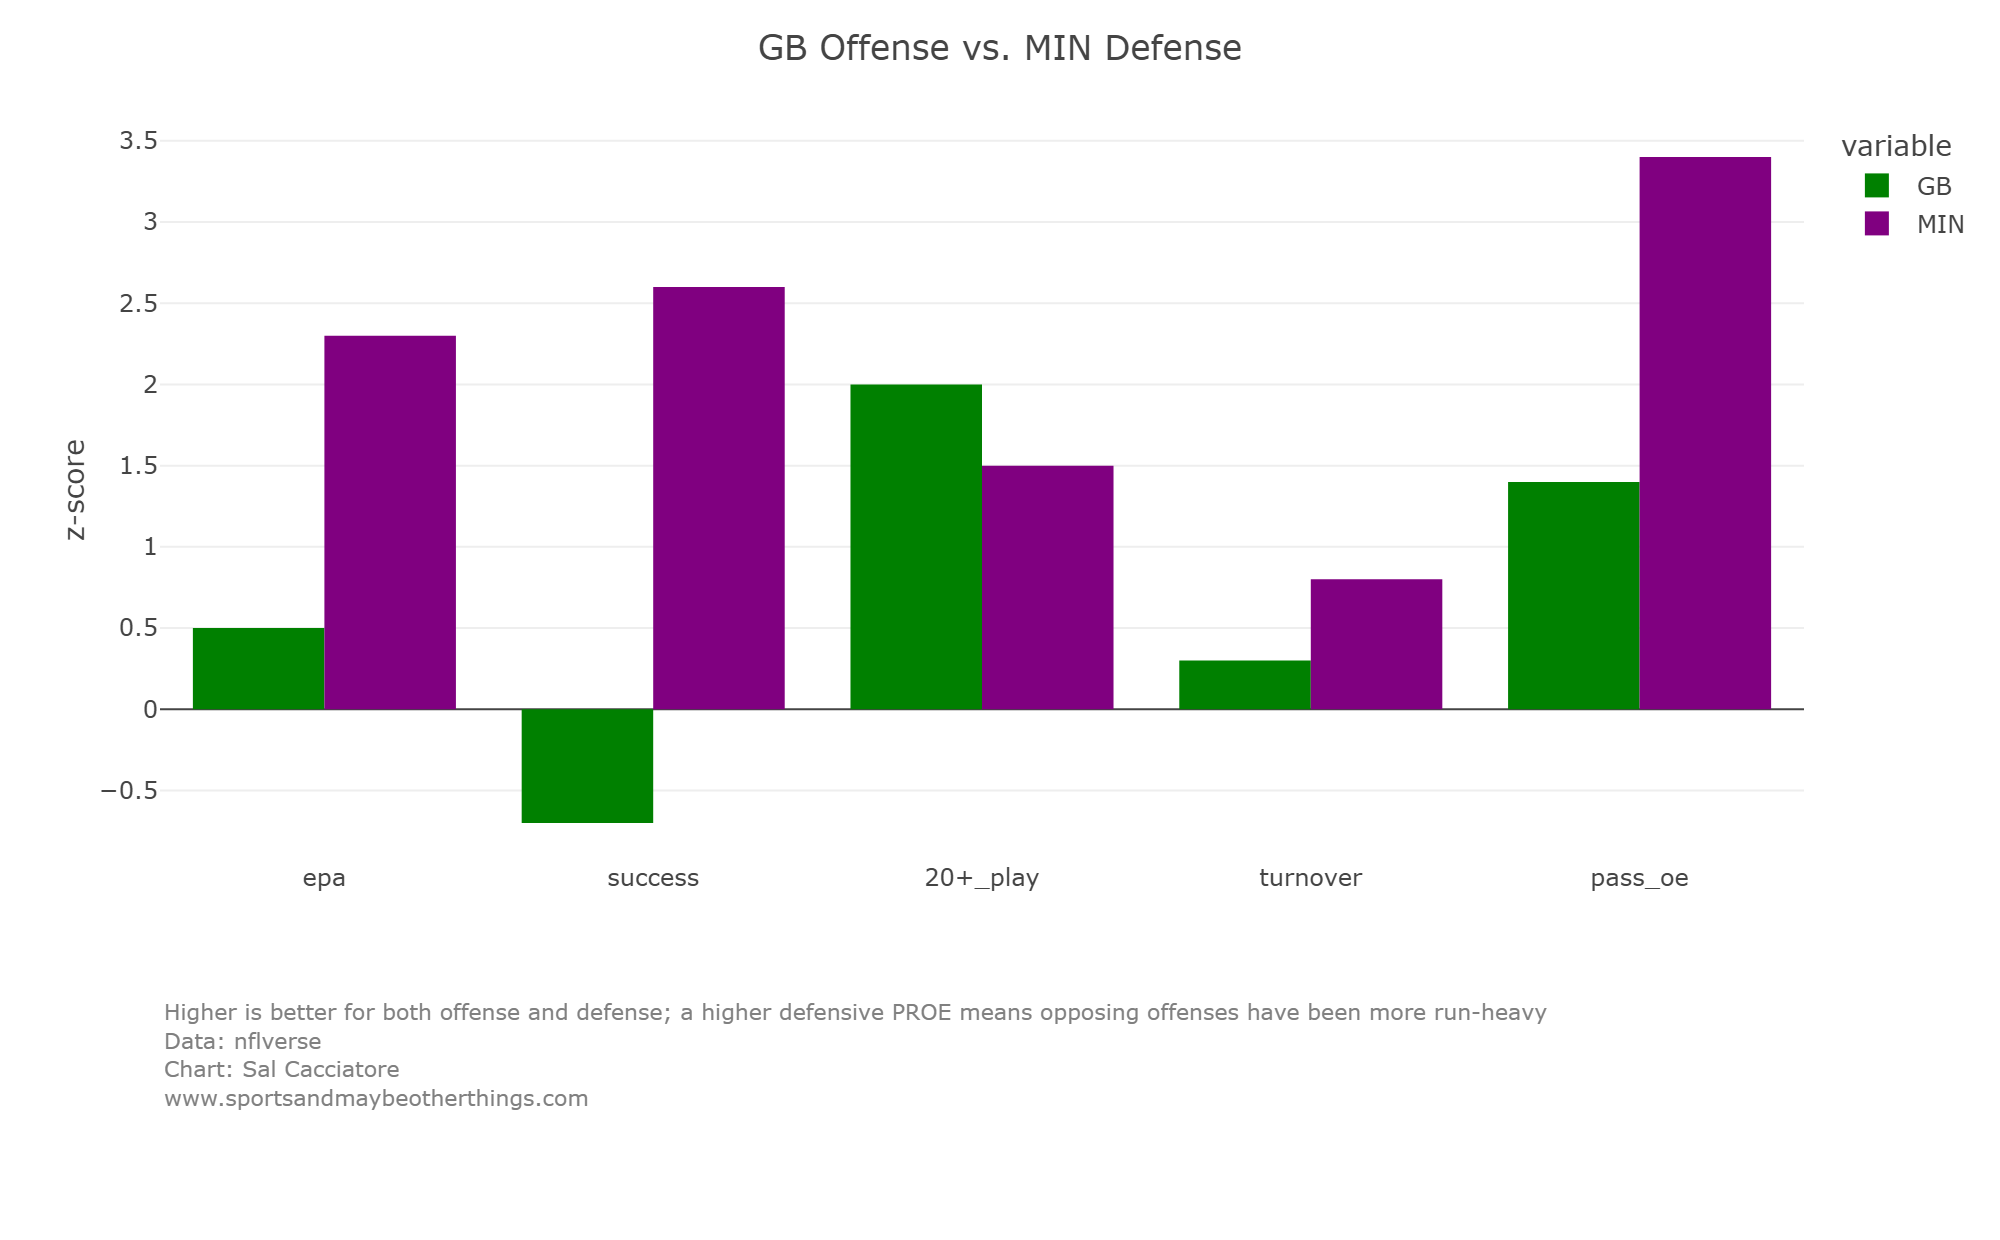 GB Offense vs. MIN Defense
3.5
3
2.5
2
1.5
1
0.5
0
−0.5
z-score
epa
success
20+_play
turnover
pass_oe
variable
GB
MIN
Higher is better for both offense and defense; a higher defensive PROE means opposing offenses have been more run-heavy
Data: nflverse
Chart: Sal Cacciatore
www.sportsandmaybeotherthings.com